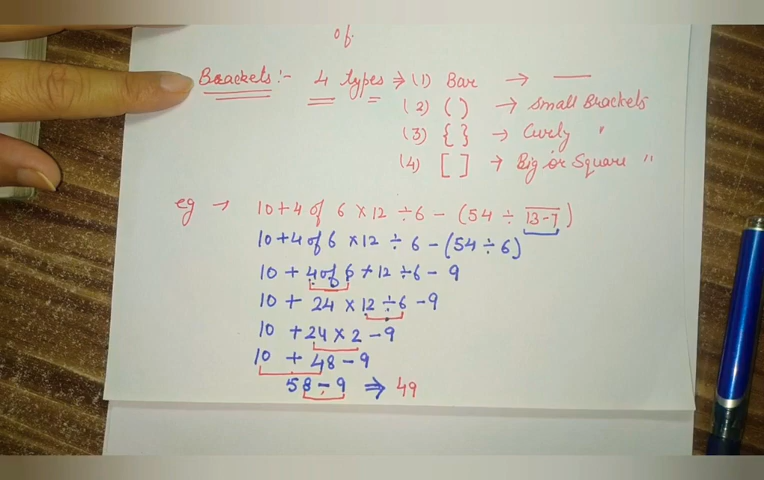 of
Brackets :- 4 types ⇒ (1) Bar → —
(2) ( ) → Small Brackets
(3) { } → Curly "
(4) [ ] → Big or Square "
eg → 10+4 of 6 × 12 ÷ 6 - (54 ÷ 1̅3̅-̅7̅)
10+4 of 6 × 12 ÷ 6 - (54 ÷ 6)
10 + 4 of 6 × 12 ÷ 6 - 9
10 + 24 × 12 ÷ 6 - 9
10 + 24 × 2 - 9
10 + 48 - 9
58 - 9 ⇒ 49